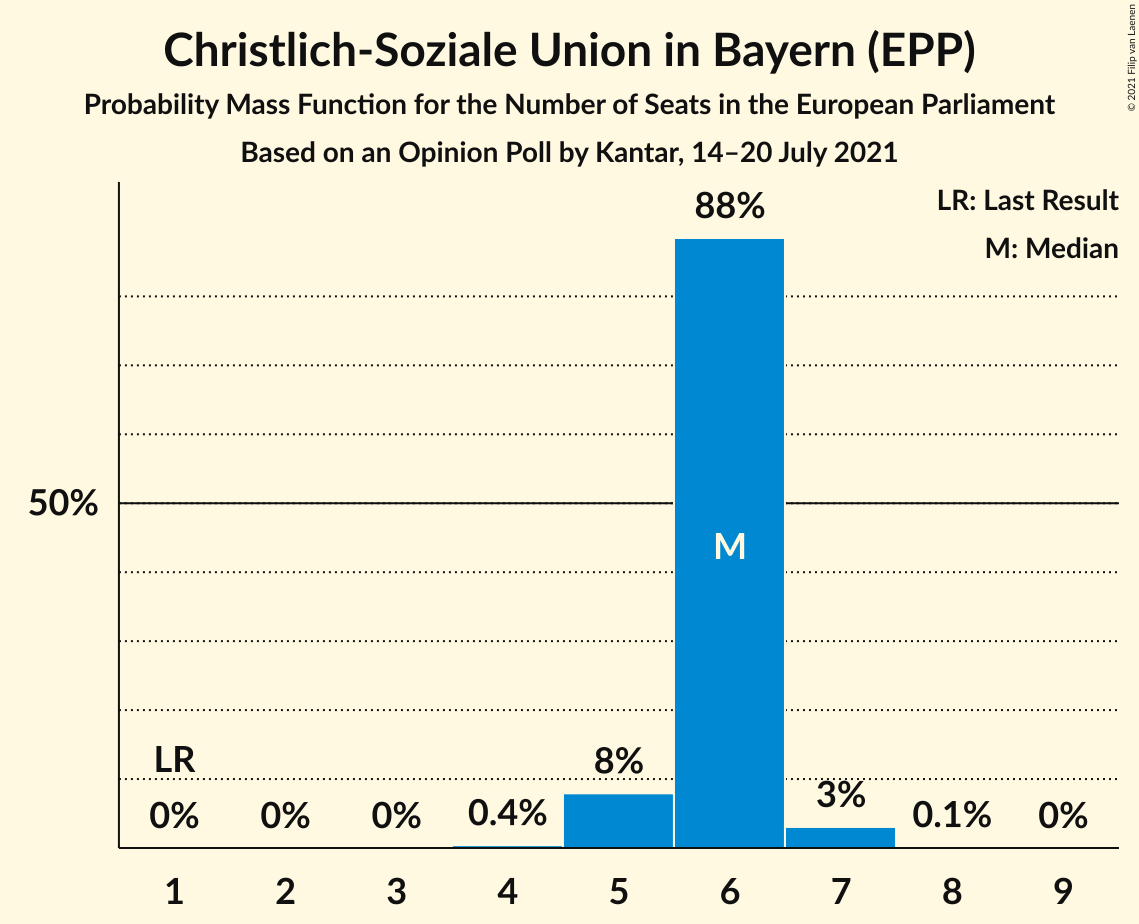 Christlich-Soziale Union in Bayern (EPP)
Probability Mass Function for the Number of Seats in the European Parliament
Based on an Opinion Poll by Kantar, 14–20 July 2021
© 2021 Filip van Laenen
LR: Last Result
M: Median
88%
50%
M
LR
0%
0%
0%
0.4%
8%
3%
0.1%
0%
1 2 3 4 5 6 7 8 9